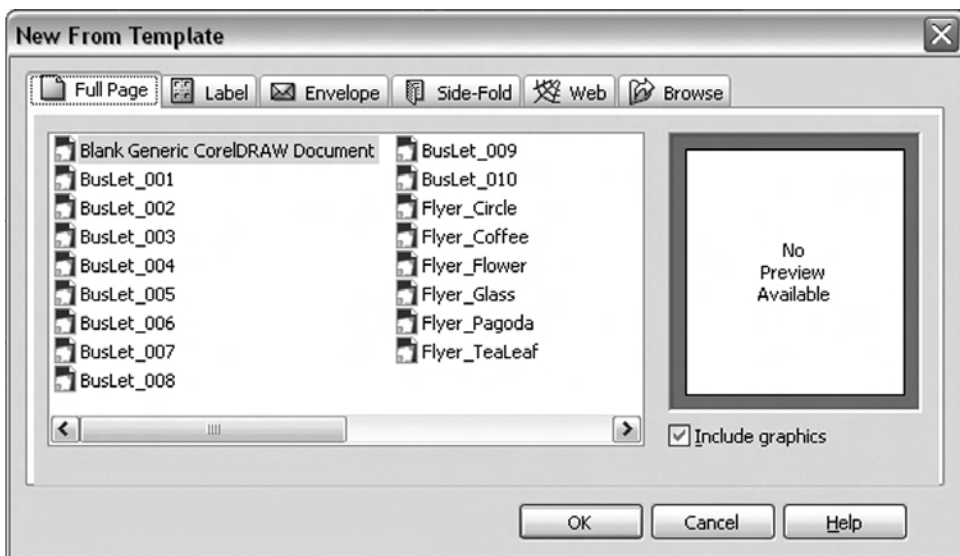 New From Template
Full Page
Label
Envelope
Side-Fold
Web
Browse
Blank Generic CorelDRAW Document
BusLet_001
BusLet_002
BusLet_003
BusLet_004
BusLet_005
BusLet_006
BusLet_007
BusLet_008
BusLet_009
BusLet_010
Flyer_Circle
Flyer_Coffee
Flyer_Flower
Flyer_Glass
Flyer_Pagoda
Flyer_TeaLeaf
No
Preview
Available
Include graphics
OK
Cancel
Help